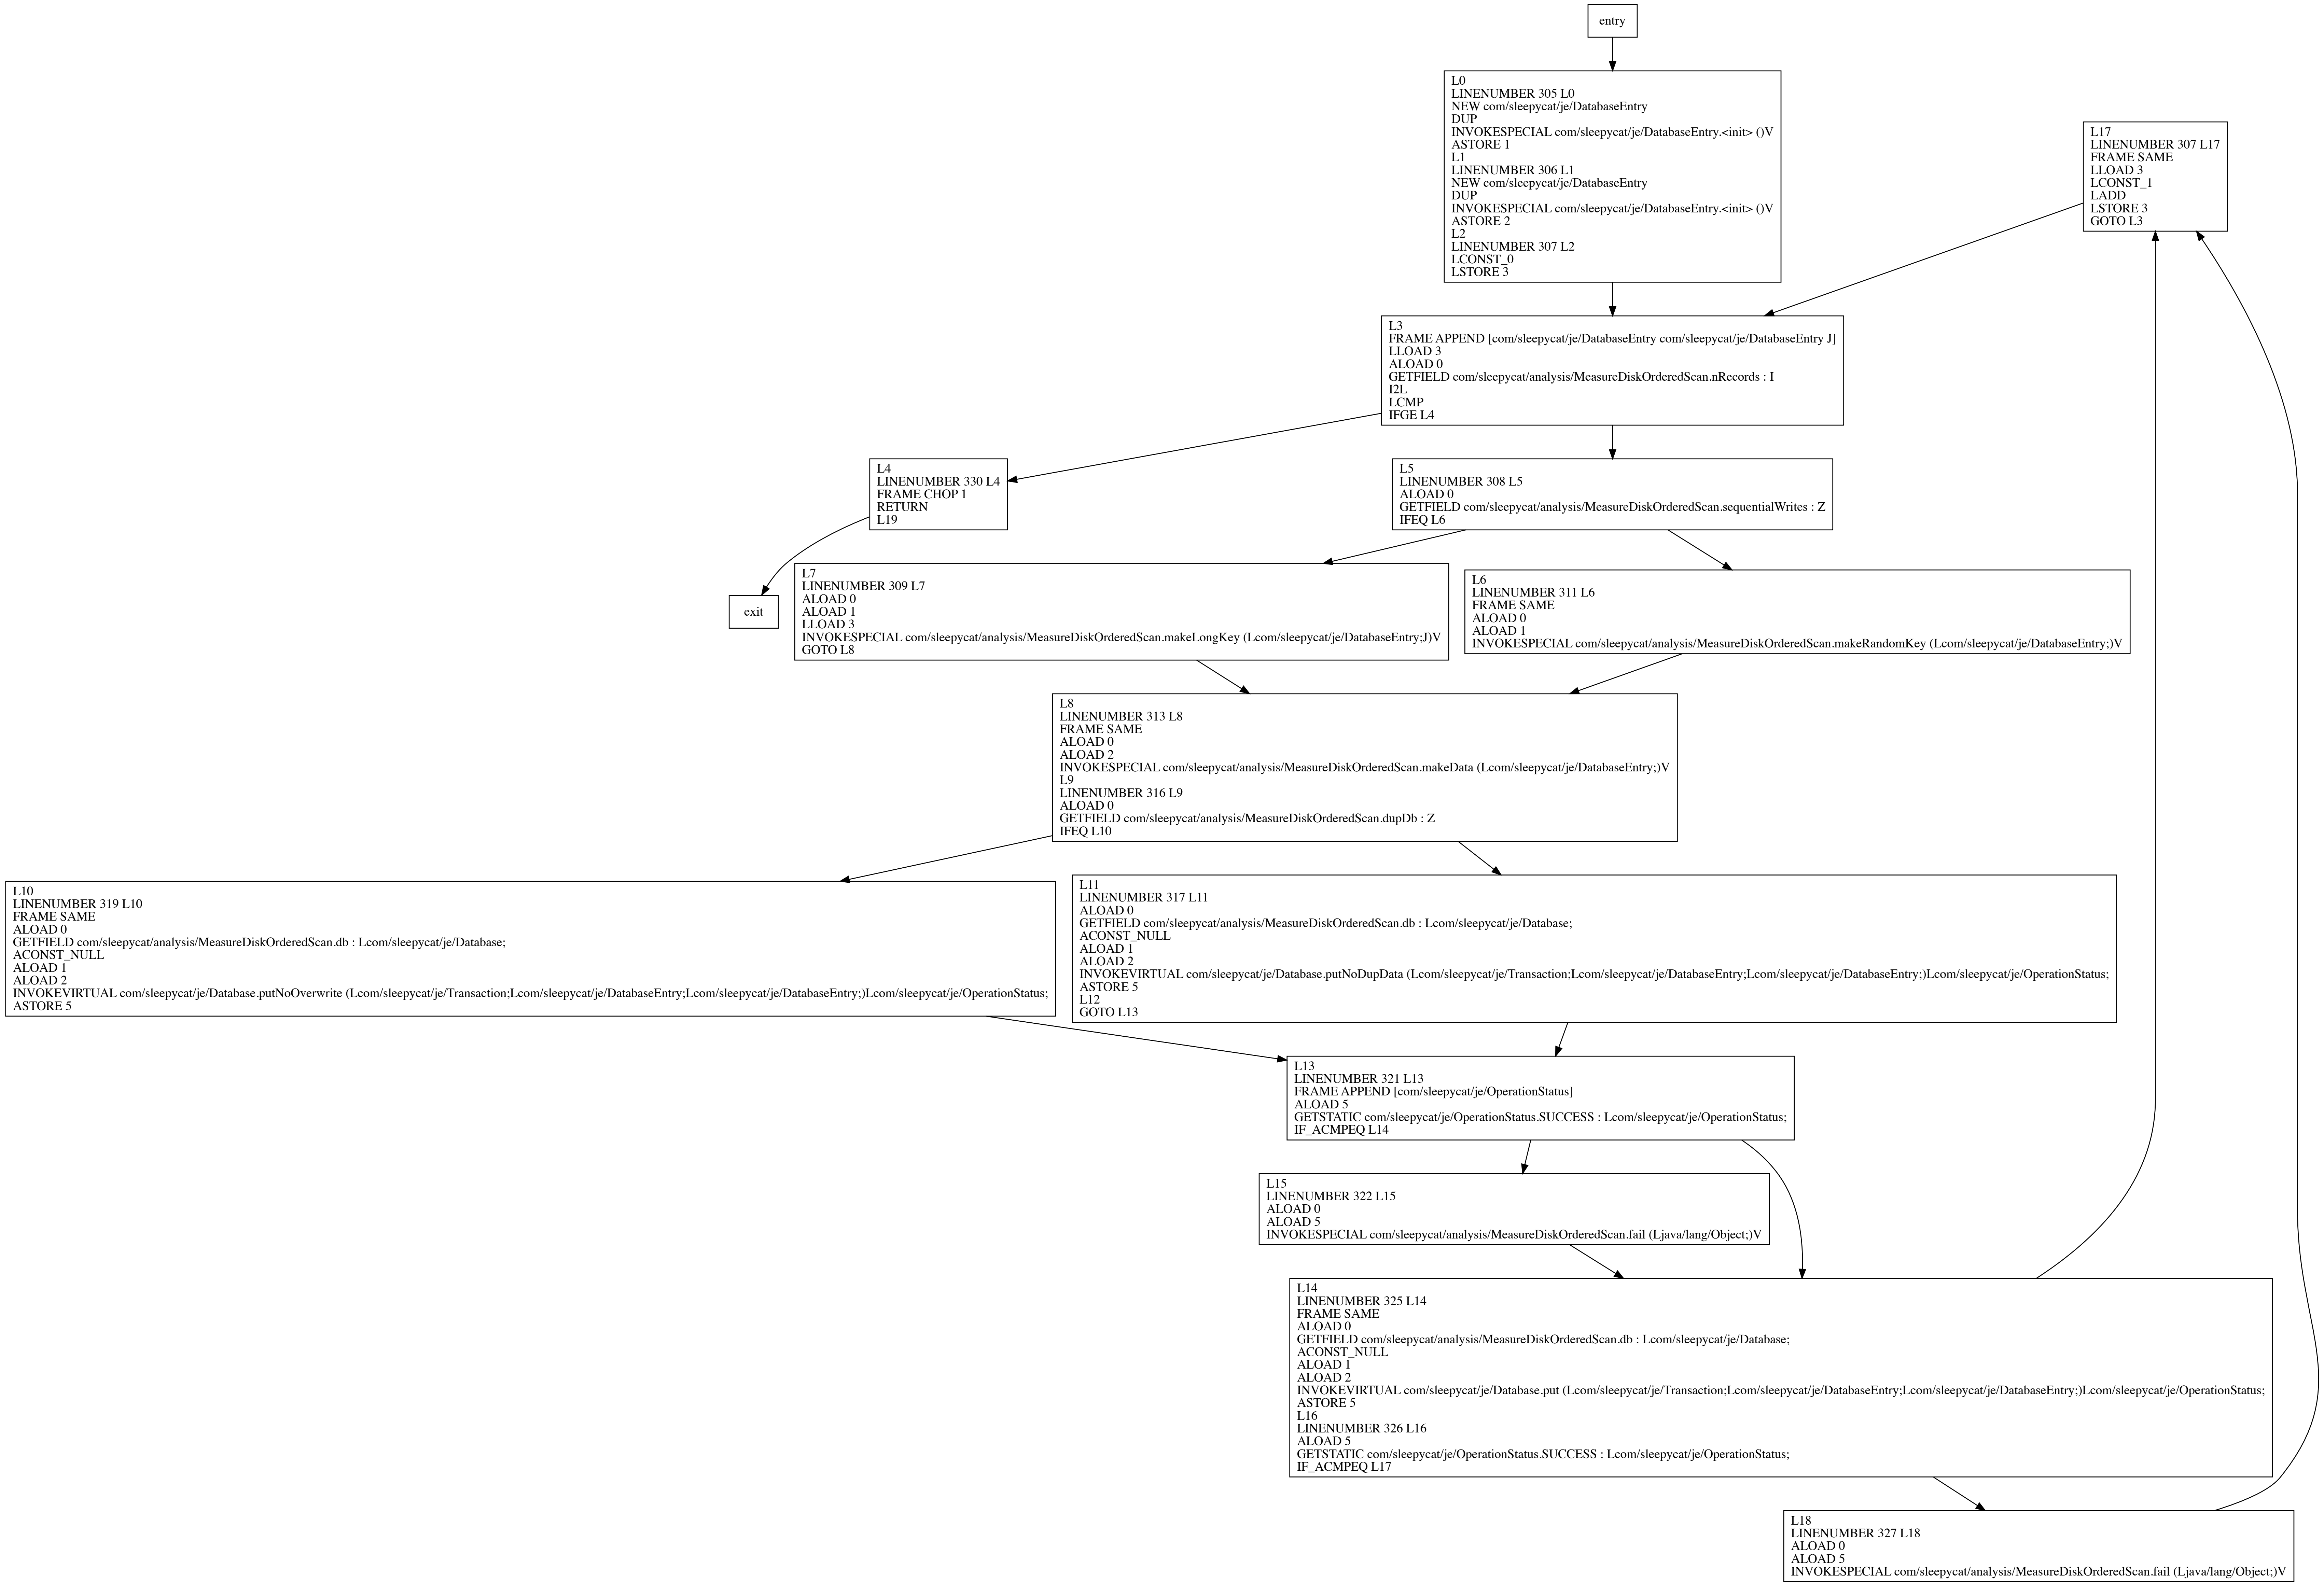 entry
L0
LINENUMBER 305 L0
NEW com/sleepycat/je/DatabaseEntry
DUP
INVOKESPECIAL com/sleepycat/je/DatabaseEntry.<init> ()V
ASTORE 1
L1
LINENUMBER 306 L1
NEW com/sleepycat/je/DatabaseEntry
DUP
INVOKESPECIAL com/sleepycat/je/DatabaseEntry.<init> ()V
ASTORE 2
L2
LINENUMBER 307 L2
LCONST_0
LSTORE 3
L17
LINENUMBER 307 L17
FRAME SAME
LLOAD 3
LCONST_1
LADD
LSTORE 3
GOTO L3
L3
FRAME APPEND [com/sleepycat/je/DatabaseEntry com/sleepycat/je/DatabaseEntry J]
LLOAD 3
ALOAD 0
GETFIELD com/sleepycat/analysis/MeasureDiskOrderedScan.nRecords : I
I2L
LCMP
IFGE L4
L4
LINENUMBER 330 L4
FRAME CHOP 1
RETURN
L19
L5
LINENUMBER 308 L5
ALOAD 0
GETFIELD com/sleepycat/analysis/MeasureDiskOrderedScan.sequentialWrites : Z
IFEQ L6
exit
L7
LINENUMBER 309 L7
ALOAD 0
ALOAD 1
LLOAD 3
INVOKESPECIAL com/sleepycat/analysis/MeasureDiskOrderedScan.makeLongKey (Lcom/sleepycat/je/DatabaseEntry;J)V
GOTO L8
L6
LINENUMBER 311 L6
FRAME SAME
ALOAD 0
ALOAD 1
INVOKESPECIAL com/sleepycat/analysis/MeasureDiskOrderedScan.makeRandomKey (Lcom/sleepycat/je/DatabaseEntry;)V
L8
LINENUMBER 313 L8
FRAME SAME
ALOAD 0
ALOAD 2
INVOKESPECIAL com/sleepycat/analysis/MeasureDiskOrderedScan.makeData (Lcom/sleepycat/je/DatabaseEntry;)V
L9
LINENUMBER 316 L9
ALOAD 0
GETFIELD com/sleepycat/analysis/MeasureDiskOrderedScan.dupDb : Z
IFEQ L10
L10
LINENUMBER 319 L10
FRAME SAME
ALOAD 0
GETFIELD com/sleepycat/analysis/MeasureDiskOrderedScan.db : Lcom/sleepycat/je/Database;
ACONST_NULL
ALOAD 1
ALOAD 2
INVOKEVIRTUAL com/sleepycat/je/Database.putNoOverwrite (Lcom/sleepycat/je/Transaction;Lcom/sleepycat/je/DatabaseEntry;Lcom/sleepycat/je/DatabaseEntry;)Lcom/sleepycat/je/OperationStatus;
ASTORE 5
L11
LINENUMBER 317 L11
ALOAD 0
GETFIELD com/sleepycat/analysis/MeasureDiskOrderedScan.db : Lcom/sleepycat/je/Database;
ACONST_NULL
ALOAD 1
ALOAD 2
INVOKEVIRTUAL com/sleepycat/je/Database.putNoDupData (Lcom/sleepycat/je/Transaction;Lcom/sleepycat/je/DatabaseEntry;Lcom/sleepycat/je/DatabaseEntry;)Lcom/sleepycat/je/OperationStatus;
ASTORE 5
L12
GOTO L13
L13
LINENUMBER 321 L13
FRAME APPEND [com/sleepycat/je/OperationStatus]
ALOAD 5
GETSTATIC com/sleepycat/je/OperationStatus.SUCCESS : Lcom/sleepycat/je/OperationStatus;
IF_ACMPEQ L14
L15
LINENUMBER 322 L15
ALOAD 0
ALOAD 5
INVOKESPECIAL com/sleepycat/analysis/MeasureDiskOrderedScan.fail (Ljava/lang/Object;)V
L14
LINENUMBER 325 L14
FRAME SAME
ALOAD 0
GETFIELD com/sleepycat/analysis/MeasureDiskOrderedScan.db : Lcom/sleepycat/je/Database;
ACONST_NULL
ALOAD 1
ALOAD 2
INVOKEVIRTUAL com/sleepycat/je/Database.put (Lcom/sleepycat/je/Transaction;Lcom/sleepycat/je/DatabaseEntry;Lcom/sleepycat/je/DatabaseEntry;)Lcom/sleepycat/je/OperationStatus;
ASTORE 5
L16
LINENUMBER 326 L16
ALOAD 5
GETSTATIC com/sleepycat/je/OperationStatus.SUCCESS : Lcom/sleepycat/je/OperationStatus;
IF_ACMPEQ L17
L18
LINENUMBER 327 L18
ALOAD 0
ALOAD 5
INVOKESPECIAL com/sleepycat/analysis/MeasureDiskOrderedScan.fail (Ljava/lang/Object;)V